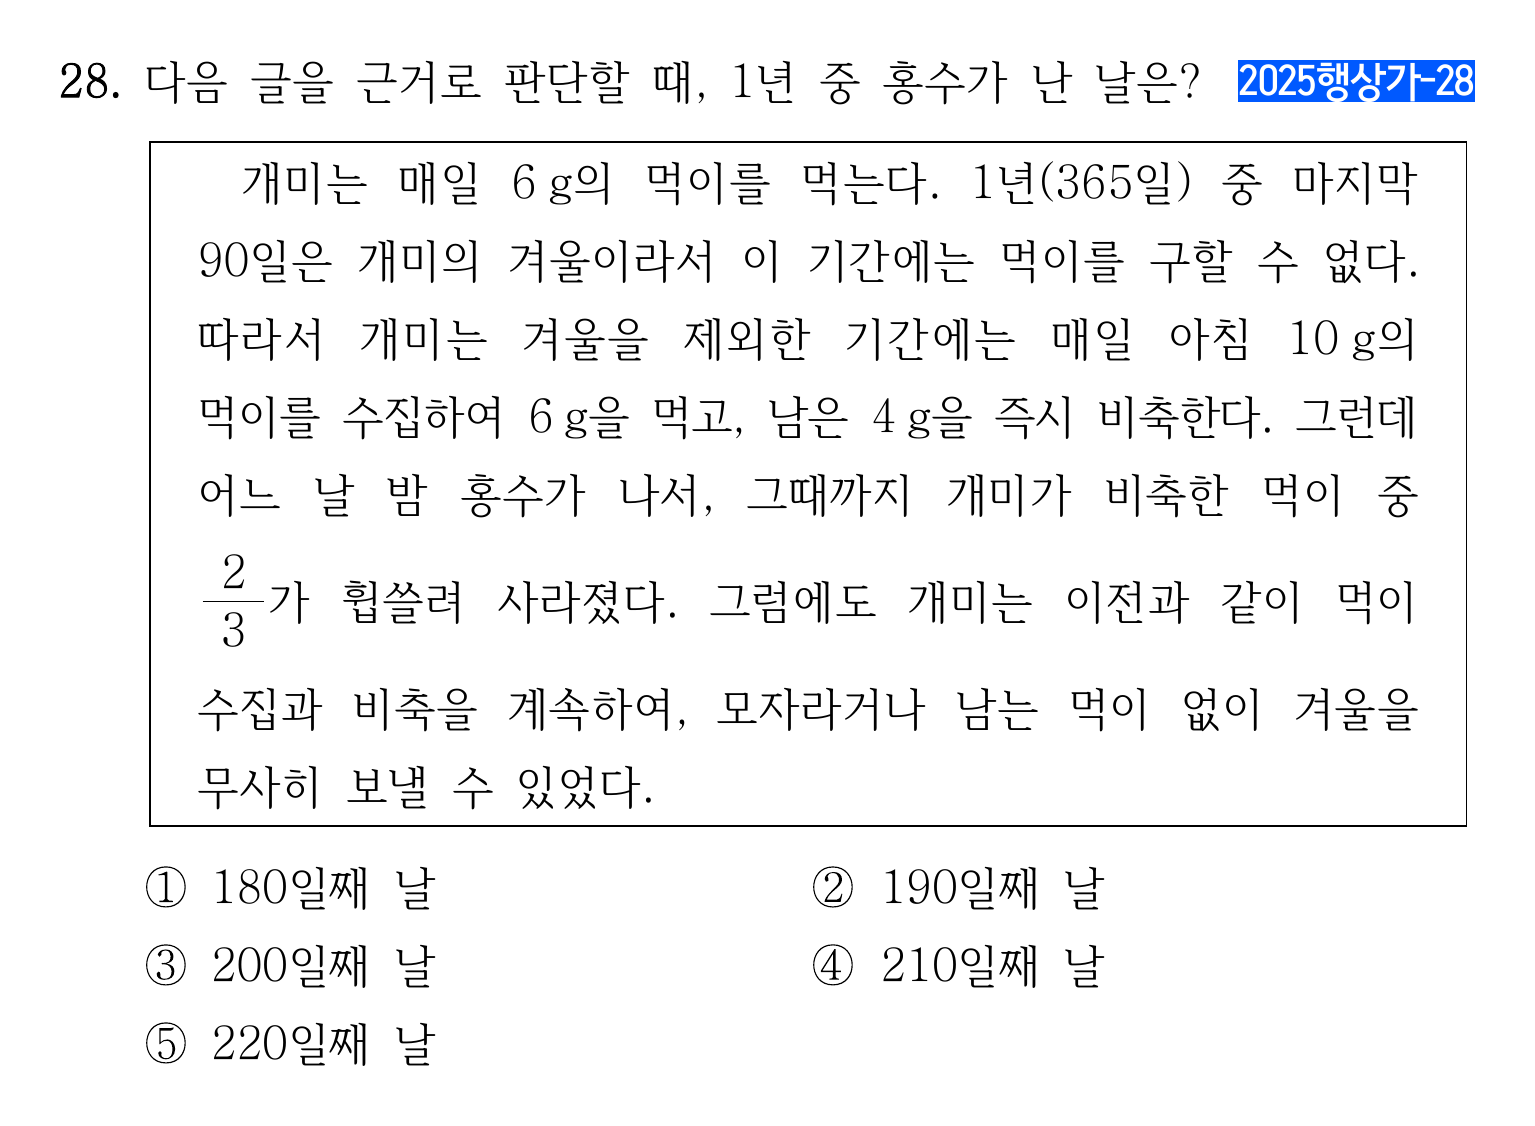 28. 다음 글을 근거로 판단할 때, 1년 중 홍수가 난 날은? 2025행상가-28
개미는 매일 6 g의 먹이를 먹는다. 1년(365일) 중 마지막
90일은 개미의 겨울이라서 이 기간에는 먹이를 구할 수 없다.
따라서 개미는 겨울을 제외한 기간에는 매일 아침 10 g의
먹이를 수집하여 6 g을 먹고, 남은 4 g을 즉시 비축한다. 그런데
어느 날 밤 홍수가 나서, 그때까지 개미가 비축한 먹이 중
2/3가 휩쓸려 사라졌다. 그럼에도 개미는 이전과 같이 먹이
수집과 비축을 계속하여, 모자라거나 남는 먹이 없이 겨울을
무사히 보낼 수 있었다.
① 180일째 날 ② 190일째 날
③ 200일째 날 ④ 210일째 날
⑤ 220일째 날